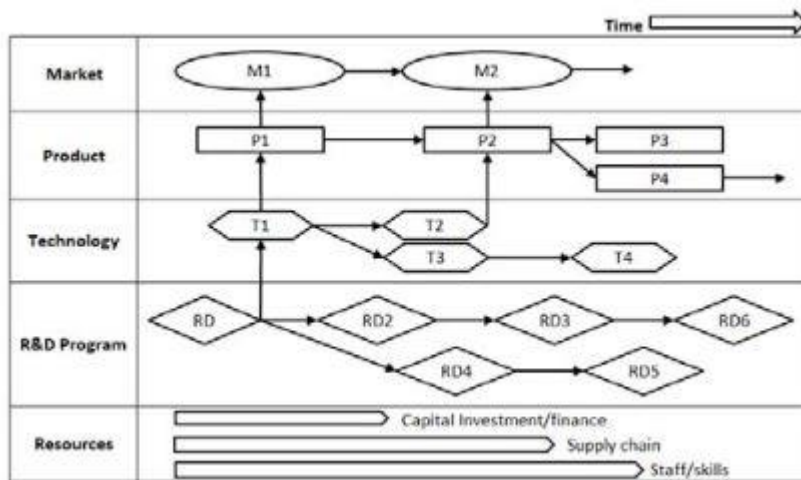 Time
Market
M1
M2
Product
P1
P2
P3
P4
Technology
T1
T2
T3
T4
R&D Program
RD
RD2
RD3
RD6
RD4
RD5
Resources
Capital Investment/finance
Supply chain
Staff/skills